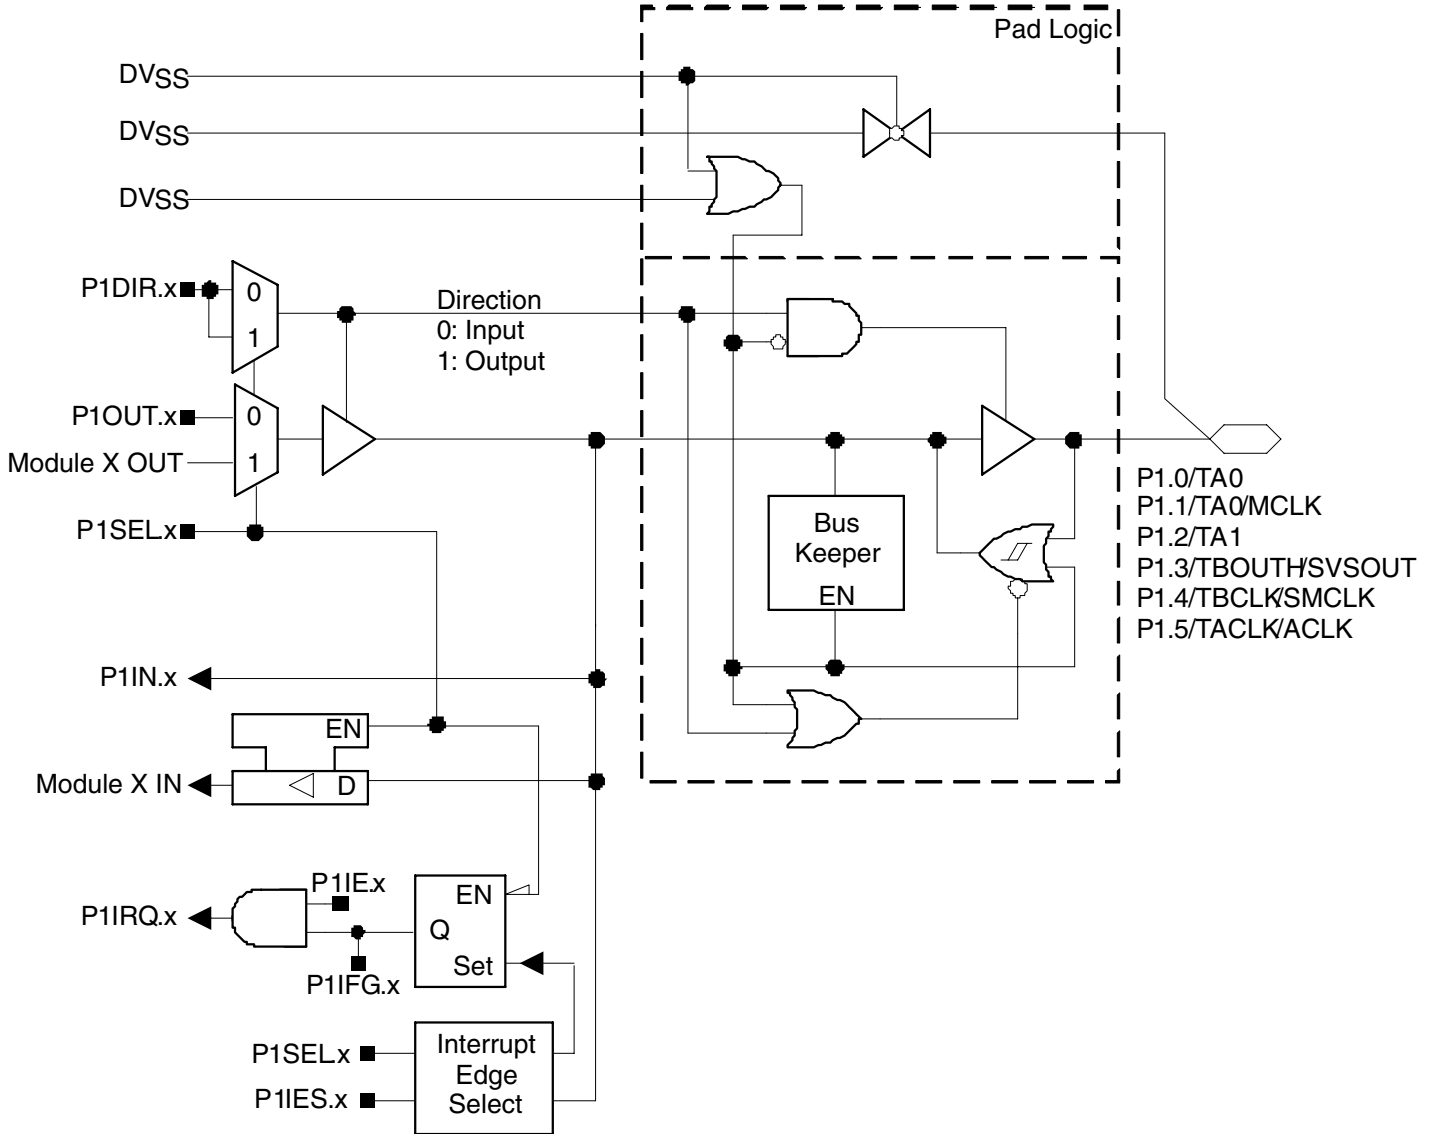 Pad Logic
DVSS
DVSS
DVSS
P1DIR.x
0
1
Direction
0: Input
1: Output
P1OUT.x
0
Module X OUT
1
P1SEL.x
Bus
Keeper
EN
P1.0/TA0
P1.1/TA0/MCLK
P1.2/TA1
P1.3/TBOUTH/SVSOUT
P1.4/TBCLK/SMCLK
P1.5/TACLK/ACLK
P1IN.x
EN
Module X IN
D
P1IE.x
P1IRQ.x
EN
Q
Set
P1IFG.x
P1SEL.x
P1IES.x
Interrupt
Edge
Select